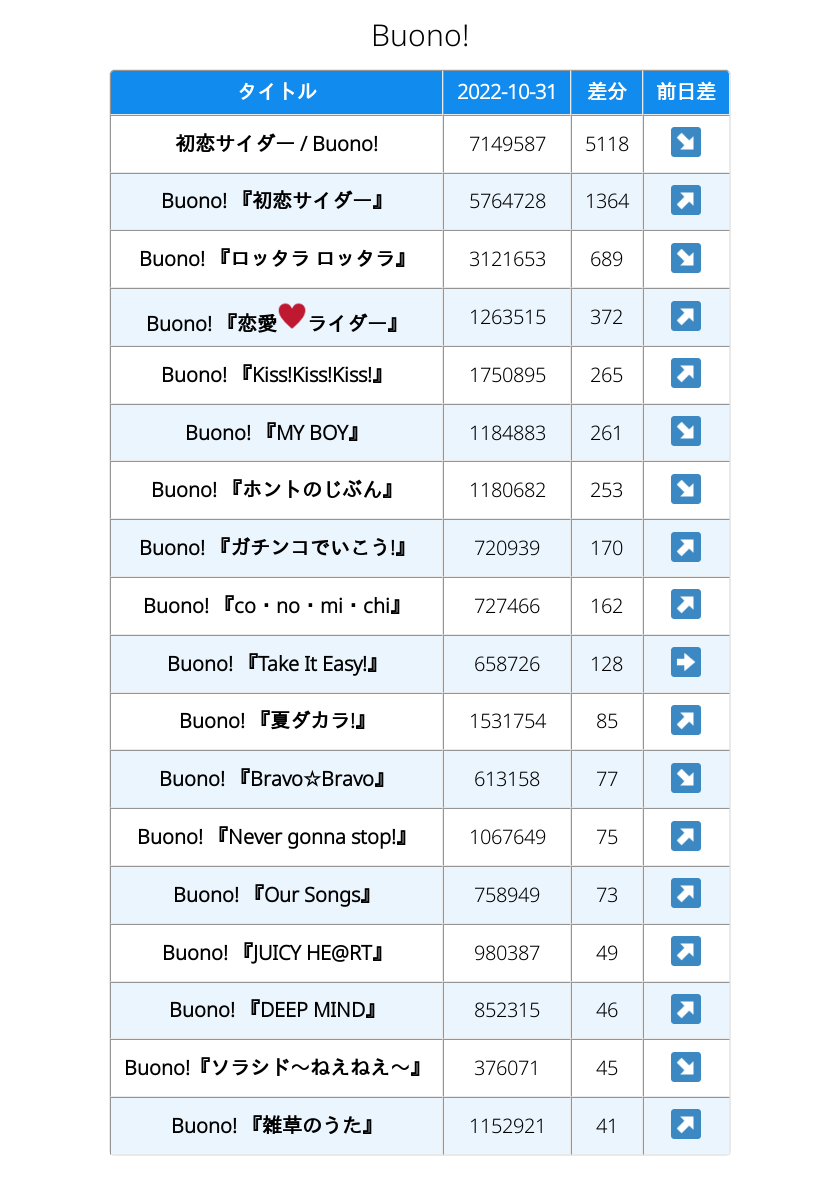 Buono!
タイトル 2022-10-31 差分 前日差
初恋サイダー / Buono! 7149587 5118 ↘
Buono! 『初恋サイダー』 5764728 1364 ↗
Buono! 『ロッタラ ロッタラ』 3121653 689 ↘
Buono! 『恋愛♥ライダー』 1263515 372 ↗
Buono! 『Kiss!Kiss!Kiss!』 1750895 265 ↗
Buono! 『MY BOY』 1184883 261 ↘
Buono! 『ホントのじぶん』 1180682 253 ↘
Buono! 『ガチンコでいこう!』 720939 170 ↗
Buono! 『co・no・mi・chi』 727466 162 ↗
Buono! 『Take It Easy!』 658726 128 ➡
Buono! 『夏ダカラ!』 1531754 85 ↗
Buono! 『Bravo☆Bravo』 613158 77 ↘
Buono! 『Never gonna stop!』 1067649 75 ↗
Buono! 『Our Songs』 758949 73 ↗
Buono! 『JUICY HE@RT』 980387 49 ↗
Buono! 『DEEP MIND』 852315 46 ↗
Buono!『ソラシド〜ねえねえ〜』 376071 45 ↘
Buono! 『雑草のうた』 1152921 41 ↗